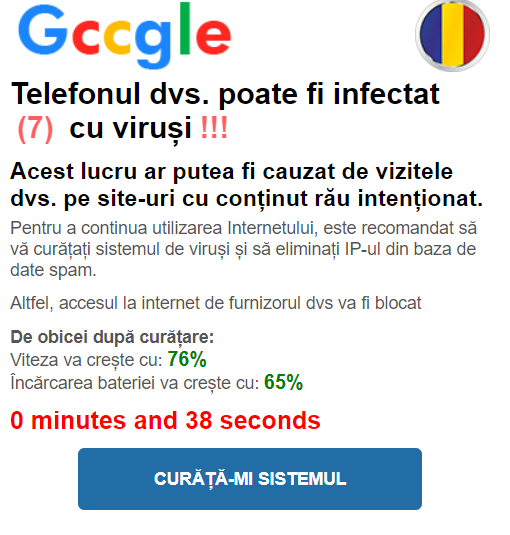 Gccgle
Telefonul dvs. poate fi infectat
(7) cu viruși !!!
Acest lucru ar putea fi cauzat de vizitele
dvs. pe site-uri cu conținut rău intenționat.
Pentru a continua utilizarea Internetului, este recomandat să
vă curățați sistemul de viruși și să eliminați IP-ul din baza de
date spam.
Altfel, accesul la internet de furnizorul dvs va fi blocat
De obicei după curățare:
Viteza va crește cu: 76%
Încărcarea bateriei va crește cu: 65%
0 minutes and 38 seconds
CURĂȚĂ-MI SISTEMUL